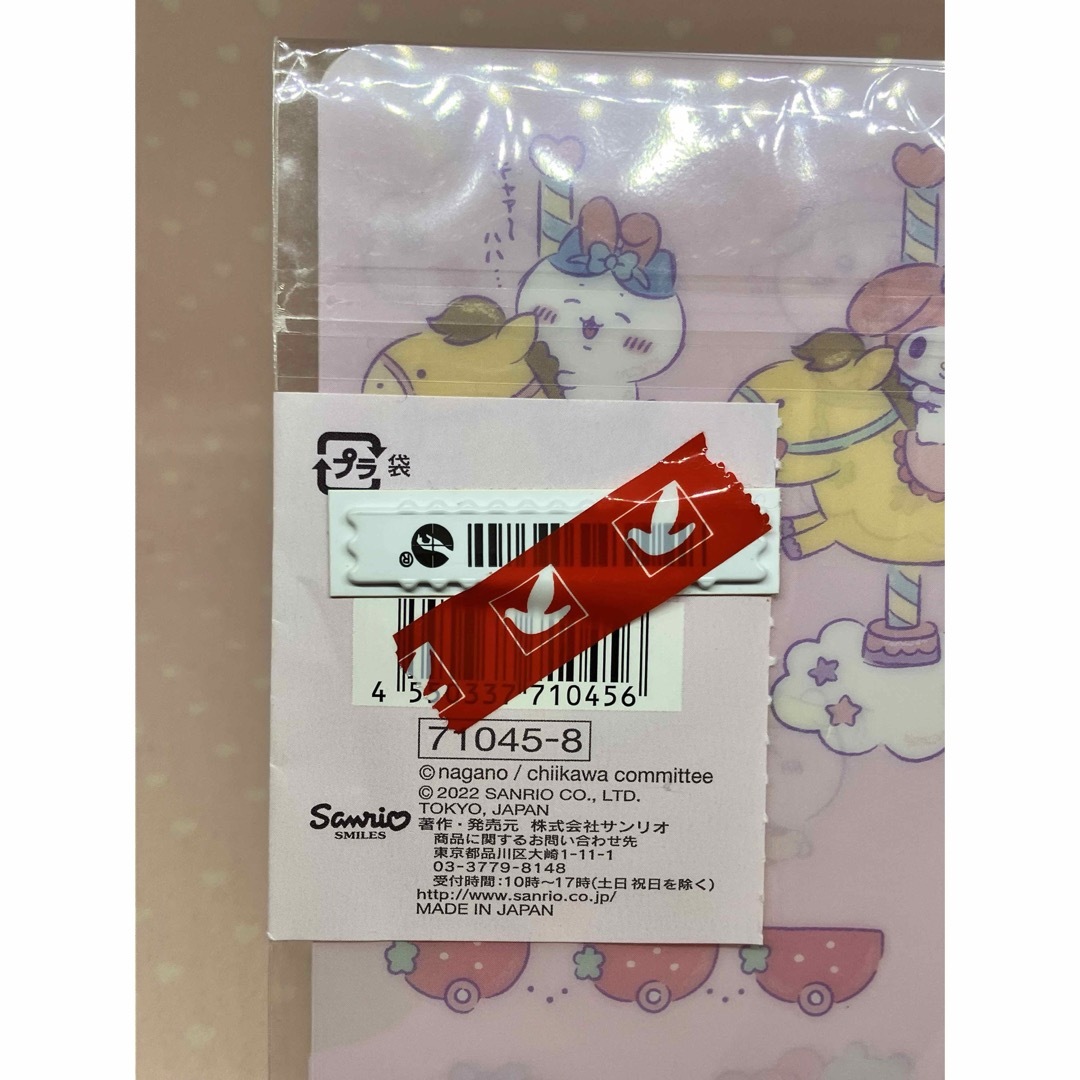 キャァ〜
ハハ…
プラ 袋
®
4 710456
71045-8
©nagano / chiikawa committee
© 2022 SANRIO CO., LTD.
TOKYO, JAPAN
Sanrio
SMILES
著作・発売元 株式会社サンリオ
商品に関するお問い合わせ先
東京都品川区大崎1-11-1
03-3779-8148
受付時間:10時〜17時(土日祝日を除く)
http://www.sanrio.co.jp/
MADE IN JAPAN